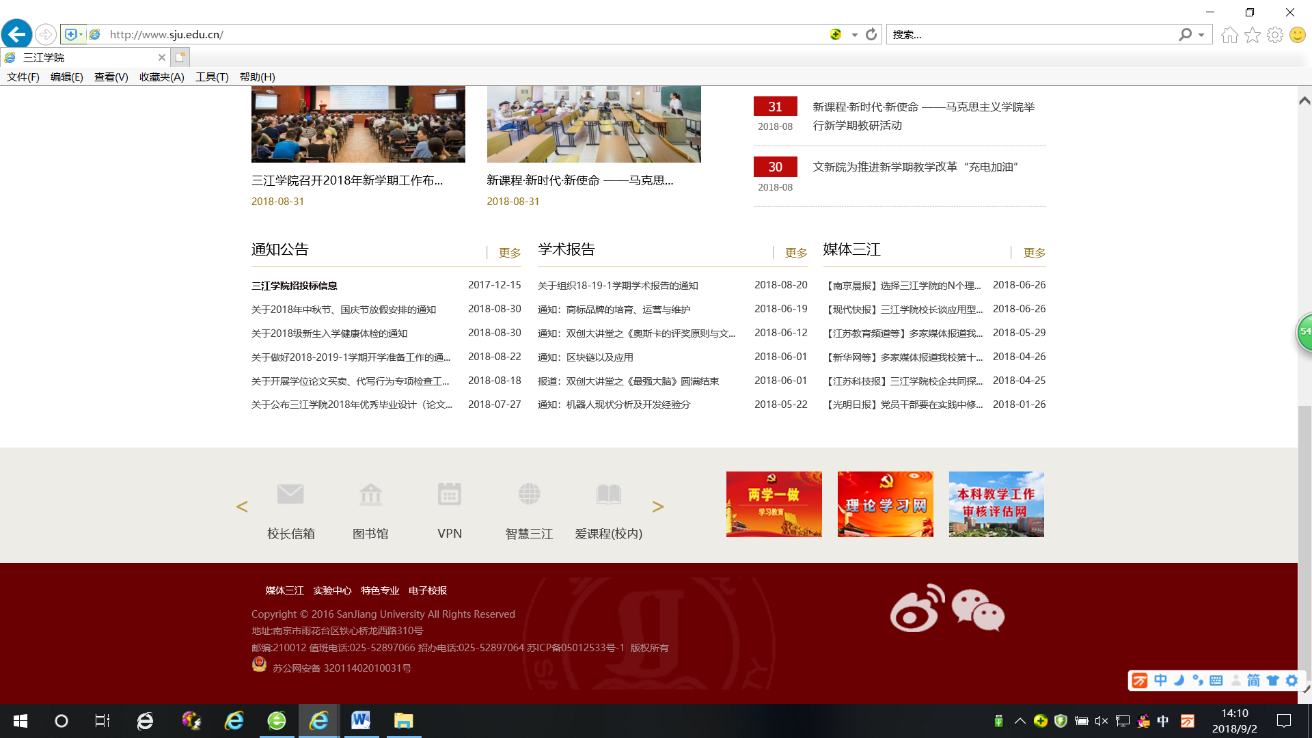 http://www.sju.edu.cn/
搜索...
三江学院
文件(F) 编辑(E) 查看(V) 收藏夹(A) 工具(T) 帮助(H)
三江学院召开2018年新学期工作布...
2018-08-31
新课程·新时代·新使命 ——马克思...
2018-08-31
31
2018-08
新课程·新时代·新使命 ——马克思主义学院举
行新学期教研活动
30
2018-08
文新院为推进新学期教学改革“充电加油”
通知公告 更多
三江学院招投标信息 2017-12-15
关于2018年中秋节、国庆节放假安排的通知 2018-08-30
关于2018级新生入学健康体检的通知 2018-08-30
关于做好2018-2019-1学期开学准备工作的通... 2018-08-22
关于开展学位论文买卖、代写行为专项检查工... 2018-08-18
关于公布三江学院2018年优秀毕业设计（论文... 2018-07-27
学术报告 更多
关于组织18-19-1学期学术报告的通知 2018-08-20
通知：商标品牌的培育、运营与维护 2018-06-19
通知：双创大讲堂之《奥斯卡的评奖原则与文... 2018-06-12
通知：区块链以及应用 2018-06-01
报道：双创大讲堂之《最强大脑》圆满结束 2018-06-01
通知：机器人现状分析及开发经验分 2018-05-22
媒体三江 更多
【南京晨报】选择三江学院的N个理... 2018-06-26
【现代快报】三江学院校长谈应用型... 2018-06-26
【江苏教育频道等】多家媒体报道我... 2018-05-29
【新华网等】多家媒体报道我校第十... 2018-04-26
【江苏科技报】三江学院校企共同探... 2018-04-25
【光明日报】党员干部要在实践中修... 2018-01-26
< 校长信箱 图书馆 VPN 智慧三江 爱课程(校内) >
两学一做
学习教育
理论学习网
本科教学工作
审核评估网
媒体三江 实验中心 特色专业 电子校报
Copyright © 2016 SanJiang University All Rights Reserved
地址:南京市雨花台区铁心桥龙西路310号
邮编:210012 值班电话:025-52897066 招办电话:025-52897064 苏ICP备05012533号-1 版权所有
苏公网安备 32011402010031号
54
中 简
中
14:10
2018/9/2